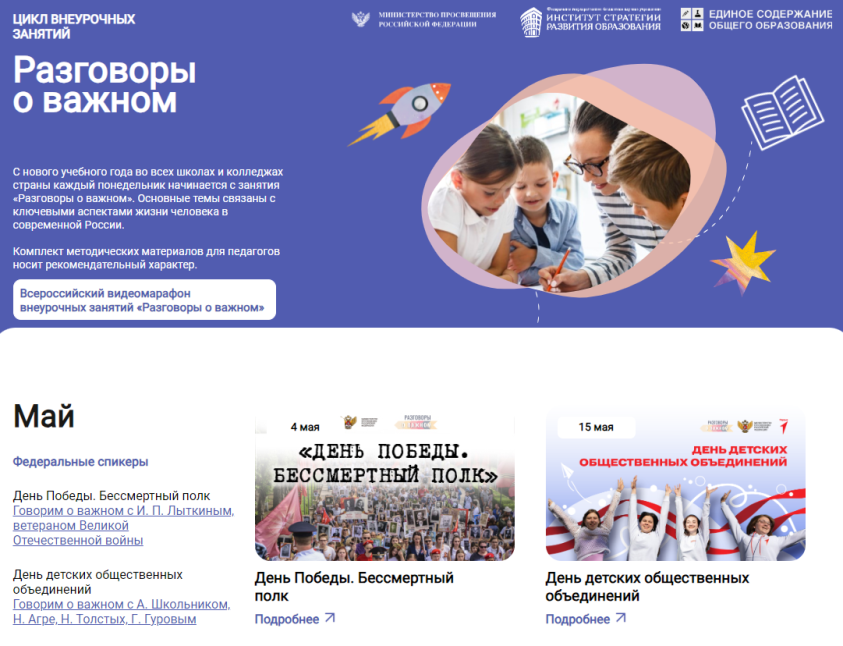 ЦИКЛ ВНЕУРОЧНЫХ
ЗАНЯТИЙ
МИНИСТЕРСТВО ПРОСВЕЩЕНИЯ
РОССИЙСКОЙ ФЕДЕРАЦИИ
ИНСТИТУТ СТРАТЕГИИ
РАЗВИТИЯ ОБРАЗОВАНИЯ
ЕДИНОЕ СОДЕРЖАНИЕ
ОБЩЕГО ОБРАЗОВАНИЯ
Разговоры
о важном
С нового учебного года во всех школах и колледжах
страны каждый понедельник начинается с занятия
«Разговоры о важном». Основные темы связаны с
ключевыми аспектами жизни человека в
современной России.
Комплект методических материалов для педагогов
носит рекомендательный характер.
Всероссийский видеомарафон
внеурочных занятий «Разговоры о важном»
Май
Федеральные спикеры
День Победы. Бессмертный полк
Говорим о важном с И. П. Лыткиным,
ветераном Великой
Отечественной войны
День детских общественных
объединений
Говорим о важном с А. Школьником,
Н. Агре, Н. Толстых, Г. Гуровым
4 мая
РАЗГОВОРЫ
«ДЕНЬ ПОБЕДЫ.
БЕССМЕРТНЫЙ ПОЛК»
День Победы. Бессмертный
полк
Подробнее
15 мая
РАЗГОВОРЫ
ДЕНЬ ДЕТСКИХ
ОБЩЕСТВЕННЫХ ОБЪЕДИНЕНИЙ
День детских общественных
объединений
Подробнее